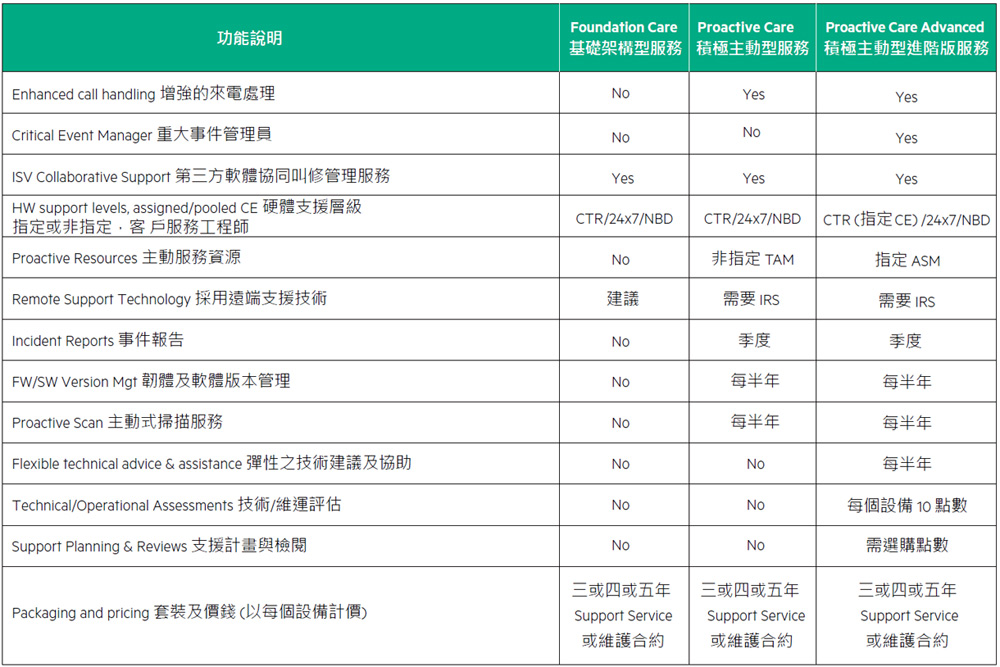 功能說明
Foundation Care
基礎架構型服務
Proactive Care
積極主動型服務
Proactive Care Advanced
積極主動型進階版服務
Enhanced call handling 增強的來電處理
No
Yes
Yes
Critical Event Manager 重大事件管理員
No
No
Yes
ISV Collaborative Support 第三方軟體協同叫修管理服務
Yes
Yes
Yes
HW support levels, assigned/pooled CE 硬體支援層級
指定或非指定．客 戶服務工程師
CTR/24x7/NBD
CTR/24x7/NBD
CTR (指定CE) /24x7/NBD
Proactive Resources 主動服務資源
No
非指定 TAM
指定 ASM
Remote Support Technology 採用遠端支援技術
建議
需要 IRS
需要 IRS
Incident Reports 事件報告
No
季度
季度
FW/SW Version Mgt 韌體及軟體版本管理
No
每半年
每半年
Proactive Scan 主動式掃描服務
No
每半年
每半年
Flexible technical advice & assistance 彈性之技術建議及協助
No
No
每半年
Technical/Operational Assessments 技術/維運評估
No
No
每個設備 10 點數
Support Planning & Reviews 支援計畫與檢閱
No
No
需選購點數
Packaging and pricing 套裝及價錢 (以每個設備計價)
三或四或五年
Support Service
或維護合約
三或四或五年
Support Service
或維護合約
三或四或五年
Support Service
或維護合約